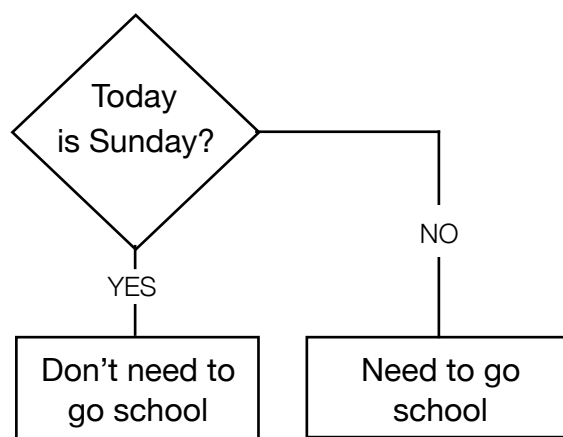 Today
is Sunday?
NO
YES
Don't need to
go school
Need to go
school